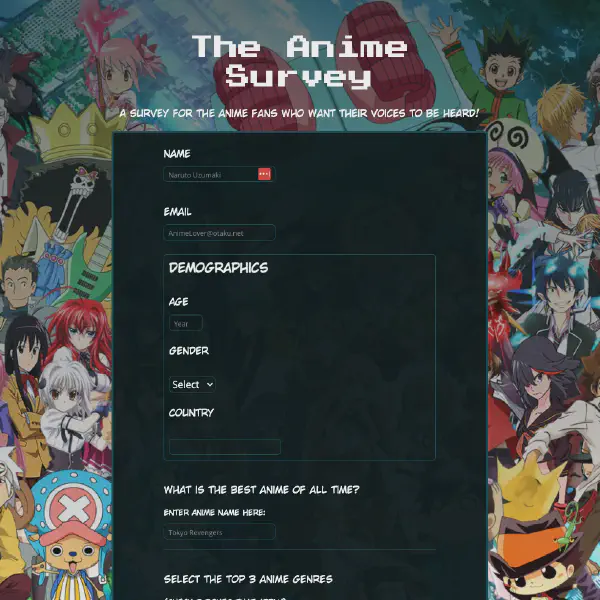 The Anime
Survey
A SURVEY FOR THE ANIME FANS WHO WANT THEIR VOICES TO BE HEARD!
NAME
Naruto Uzumaki
EMAIL
AnimeLover@otaku.net
DEMOGRAPHICS
AGE
Year
GENDER
Select
COUNTRY
WHAT IS THE BEST ANIME OF ALL TIME?
ENTER ANIME NAME HERE:
Tokyo Revengers
SELECT THE TOP 3 ANIME GENRES